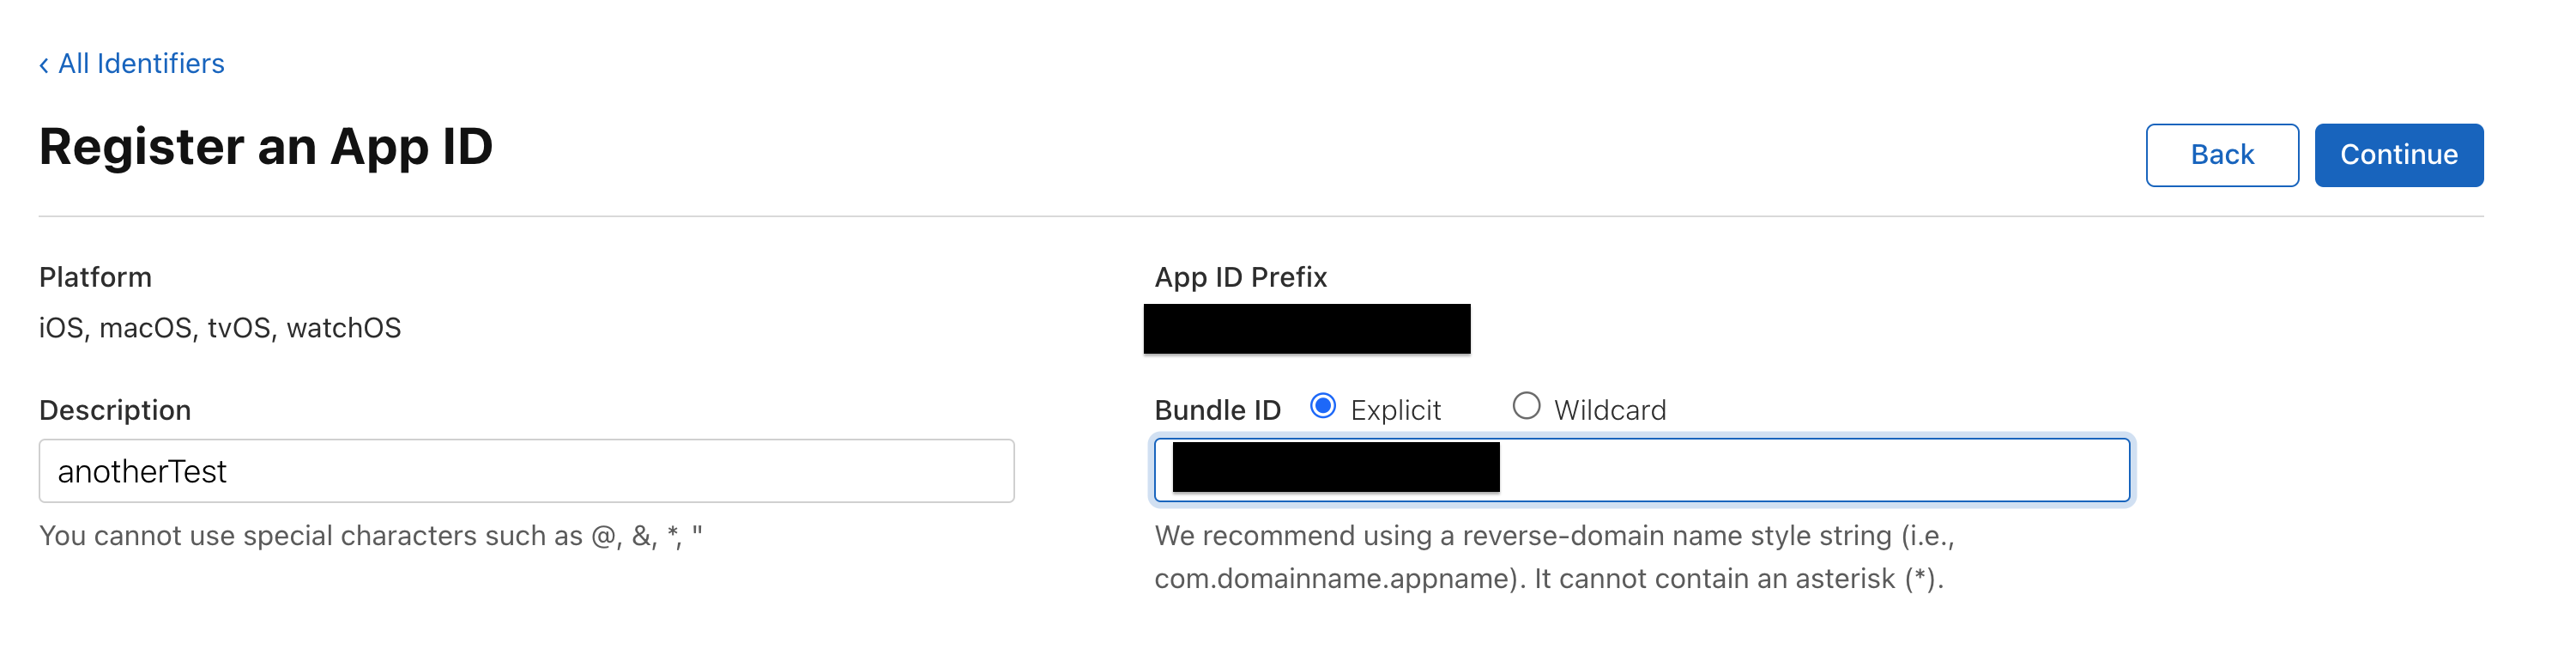 ‹ All Identifiers
Register an App ID
Back
Continue
Platform
iOS, macOS, tvOS, watchOS
App ID Prefix
Description
anotherTest
You cannot use special characters such as @, &, *, "
Bundle ID Explicit Wildcard
We recommend using a reverse-domain name style string (i.e.,
com.domainname.appname). It cannot contain an asterisk (*).